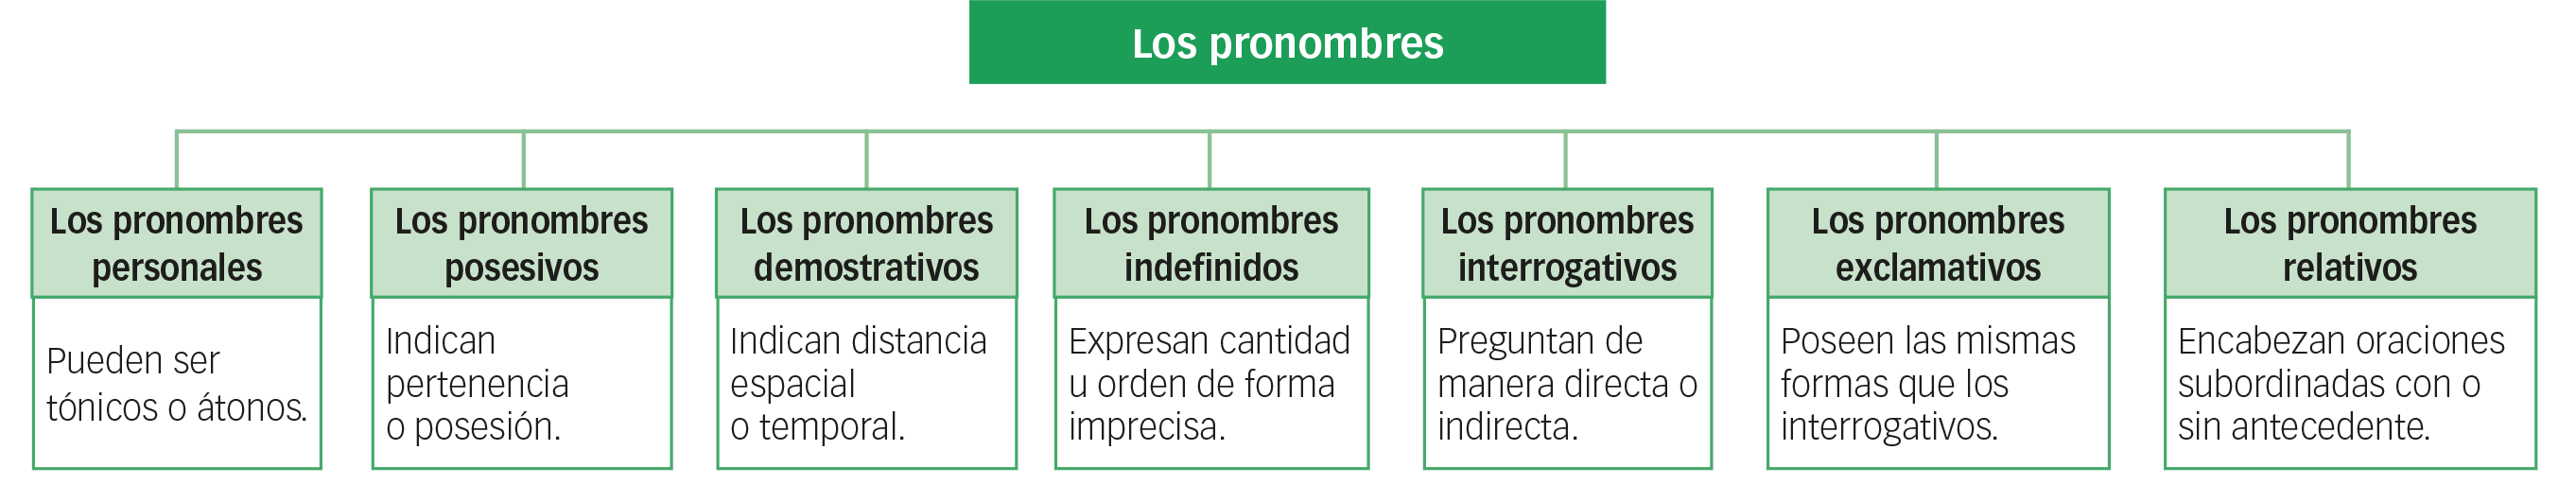 Los pronombres
Los pronombres
personales
Pueden ser
tónicos o átonos.
Los pronombres
posesivos
Indican
pertenencia
o posesión.
Los pronombres
demostrativos
Indican distancia
espacial
o temporal.
Los pronombres
indefinidos
Expresan cantidad
u orden de forma
imprecisa.
Los pronombres
interrogativos
Preguntan de
manera directa o
indirecta.
Los pronombres
exclamativos
Poseen las mismas
formas que los
interrogativos.
Los pronombres
relativos
Encabezan oraciones
subordinadas con o
sin antecedente.